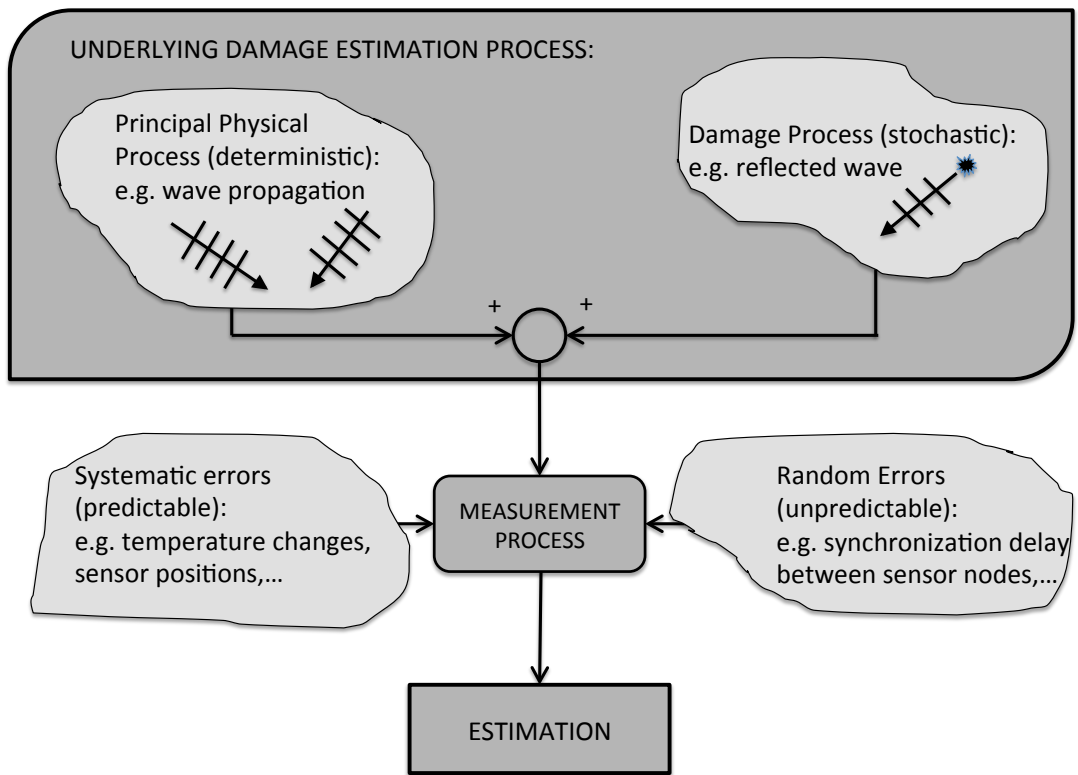 UNDERLYING DAMAGE ESTIMATION PROCESS:
Principal Physical
Process (deterministic):
e.g. wave propagation
Damage Process (stochastic):
e.g. reflected wave
+
+
Systematic errors
(predictable):
e.g. temperature changes,
sensor positions,...
MEASUREMENT
PROCESS
Random Errors
(unpredictable):
e.g. synchronization delay
between sensor nodes,...
ESTIMATION